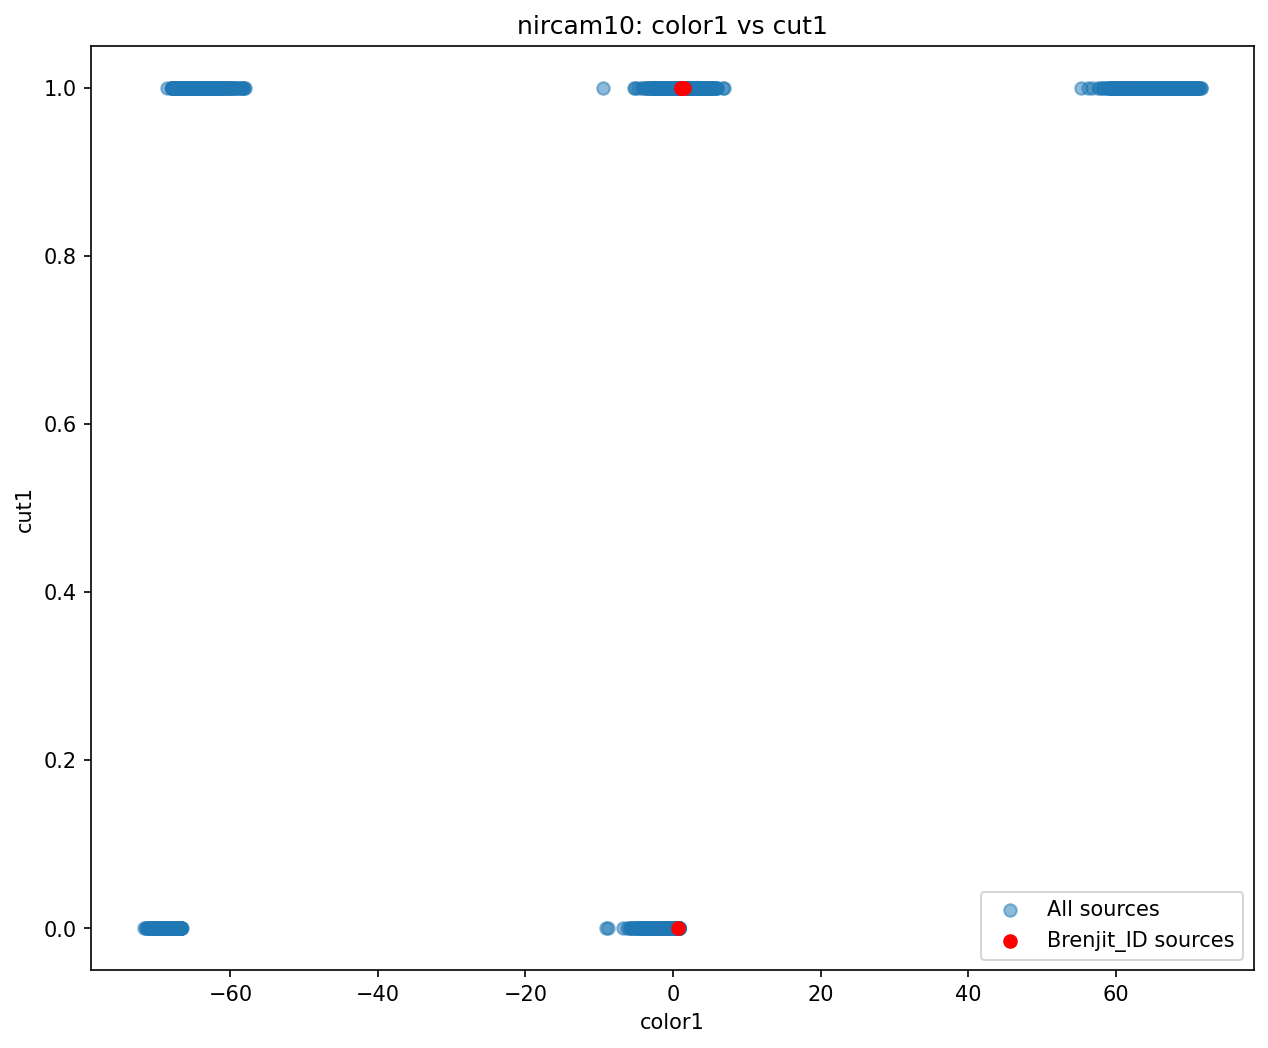 nircam10: color1 vs cut1
1.0
0.8
0.6
0.4
0.2
0.0
cut1
−60
−40
−20
0
20
40
60
color1
All sources
Brenjit_ID sources